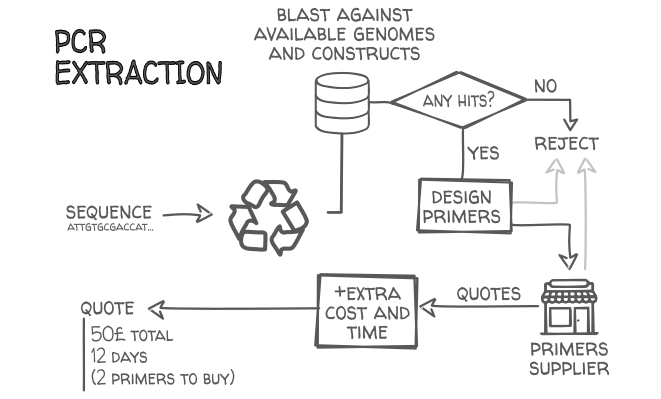 PCR
EXTRACTION
BLAST AGAINST
AVAILABLE GENOMES
AND CONSTRUCTS
ANY HITS?
NO
REJECT
YES
DESIGN
PRIMERS
SEQUENCE
ATTGTGCGACCAT...
QUOTES
+EXTRA
COST AND
TIME
QUOTE
50£ TOTAL
12 DAYS
(2 PRIMERS TO BUY)
PRIMERS
SUPPLIER